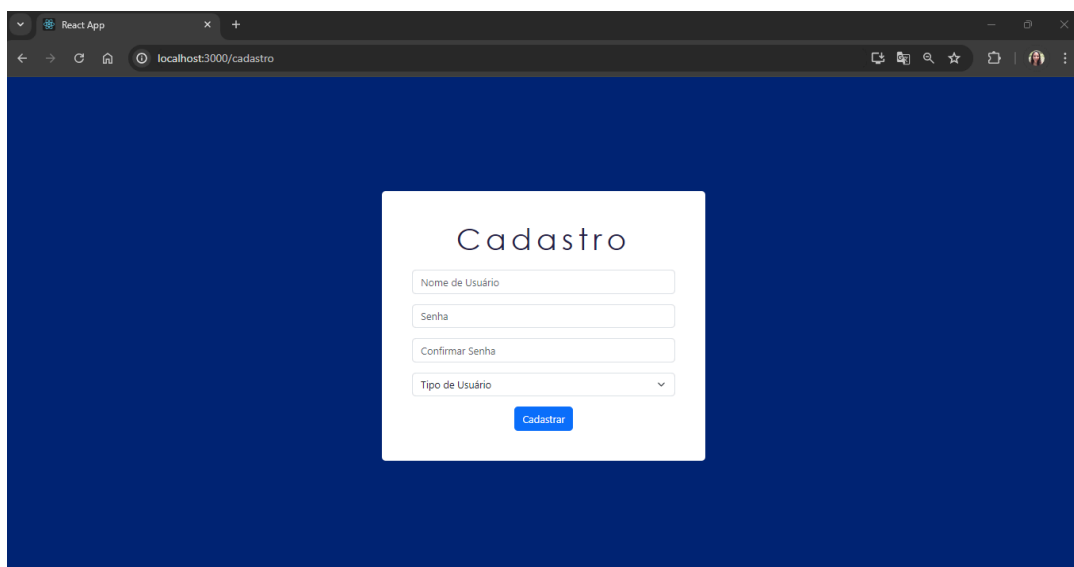 React App
localhost:3000/cadastro
Cadastro
Nome de Usuário
Senha
Confirmar Senha
Tipo de Usuário
Cadastrar